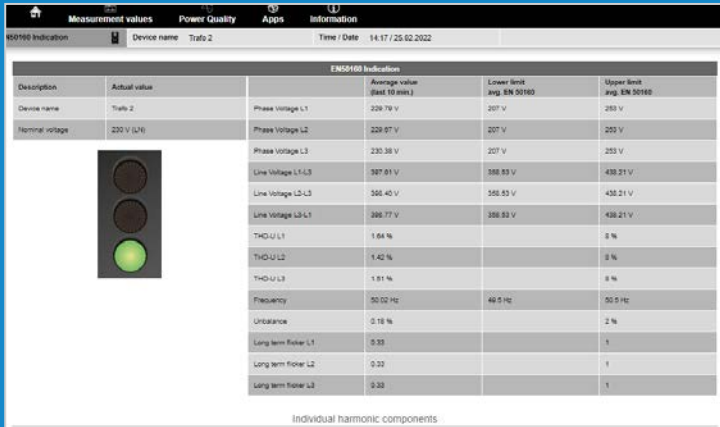 Measurement values Power Quality Apps Information
EN50160 Indication Device name Trafo 2 Time / Date 14:17 / 25.02.2022
EN50160 Indication
Description Actual value Average value (last 10 min.) Lower limit avg. EN 50160 Upper limit avg. EN 50160
Device name Trafo 2 Phase Voltage L1 229.79 V 207 V 253 V
Nominal voltage 230 V (LN) Phase Voltage L2 229.67 V 207 V 253 V
Phase Voltage L3 230.38 V 207 V 253 V
Line Voltage L1-L3 397.61 V 358.53 V 438.21 V
Line Voltage L2-L3 398.40 V 358.53 V 438.21 V
Line Voltage L3-L1 398.77 V 358.53 V 438.21 V
THD-U L1 1.64 % 8 %
THD-U L2 1.42 % 8 %
THD-U L3 1.51 % 8 %
Frequency 50.02 Hz 49.5 Hz 50.5 Hz
Unbalance 0.18 % 2 %
Long term flicker L1 0.33 1
Long term flicker L2 0.33 1
Long term flicker L3 0.33 1
Individual harmonic components